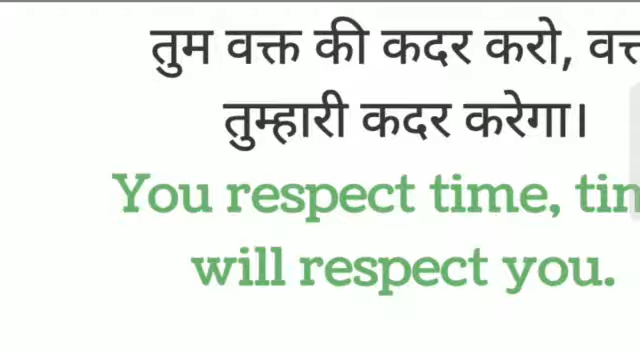 तुम वक्त की कदर करो,
तुम्हारी कदर करेगा।
You respect time,
will respect you.